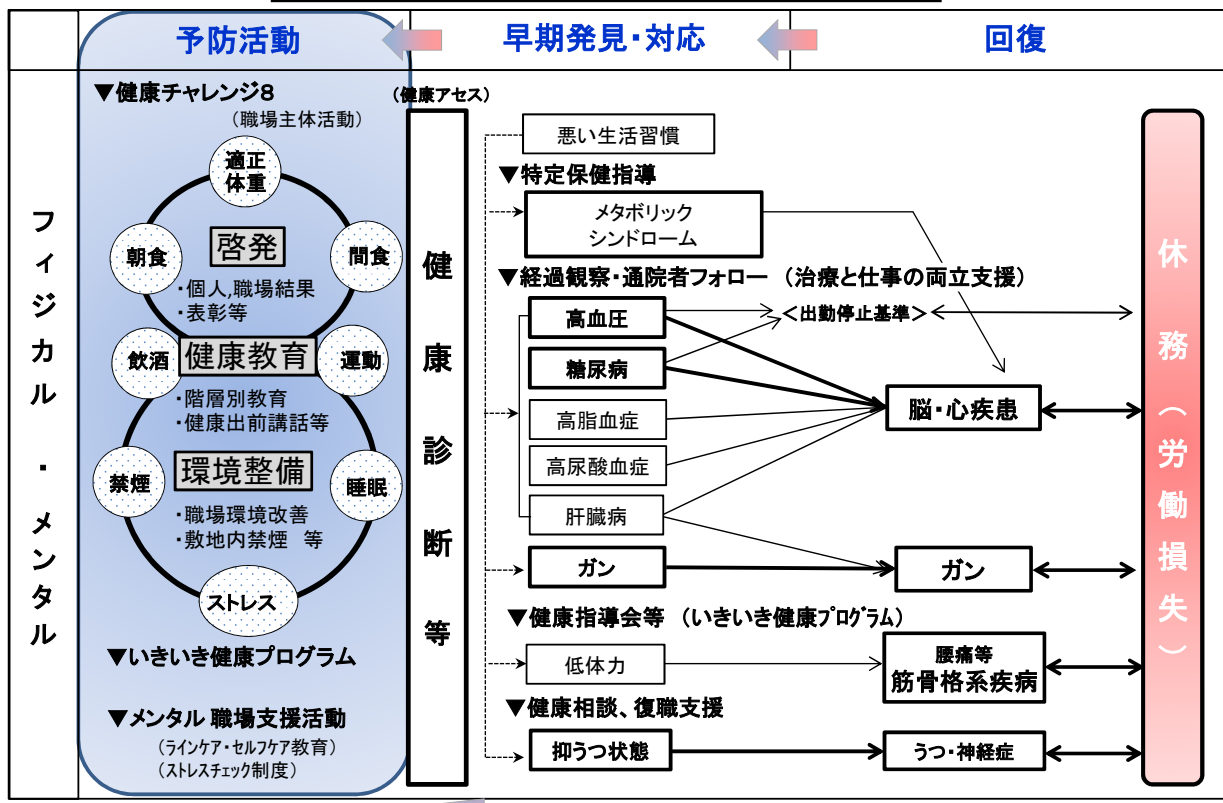 予防活動
早期発見・対応
回復
フィジカル・メンタル
▼健康チャレンジ8
(職場主体活動)
適正
体重
朝食
間食
啓発
・個人,職場結果
・表彰等
飲酒
健康教育
運動
・階層別教育
・健康出前講話等
禁煙
環境整備
睡眠
・職場環境改善
・敷地内禁煙 等
ストレス
▼いきいき健康プログラム
▼メンタル 職場支援活動
(ラインケア・セルフケア教育)
(ストレスチェック制度)
(健康アセス)
健康診断等
悪い生活習慣
▼特定保健指導
メタボリック
シンドローム
▼経過観察・通院者フォロー (治療と仕事の両立支援)
高血圧
<出勤停止基準>
糖尿病
高脂血症
脳・心疾患
高尿酸血症
肝臓病
ガン
ガン
▼健康指導会等 (いきいき健康プログラム)
低体力
腰痛等
筋骨格系疾病
▼健康相談、復職支援
抑うつ状態
うつ・神経症
休務(労働損失)